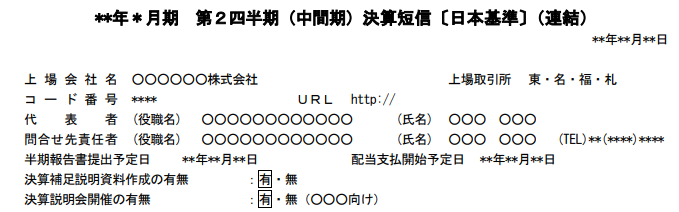 **年*月期　第２四半期（中間期）決算短信〔日本基準〕（連結）
**年**月**日
上場会社名　〇〇〇〇〇〇株式会社　上場取引所　東・名・福・札
コード番号　****　ＵＲＬ　http://
代表者　（役職名）　〇〇〇〇〇〇〇〇〇〇〇〇　（氏名）　〇〇〇　〇〇〇
問合せ先責任者　（役職名）　〇〇〇〇〇〇〇〇〇〇〇〇　（氏名）　〇〇〇　〇〇〇　(TEL)**(****)****
半期報告書提出予定日　**年**月**日　配当支払開始予定日　**年**月**日
決算補足説明資料作成の有無　：有・無
決算説明会開催の有無　：有・無（〇〇〇向け）